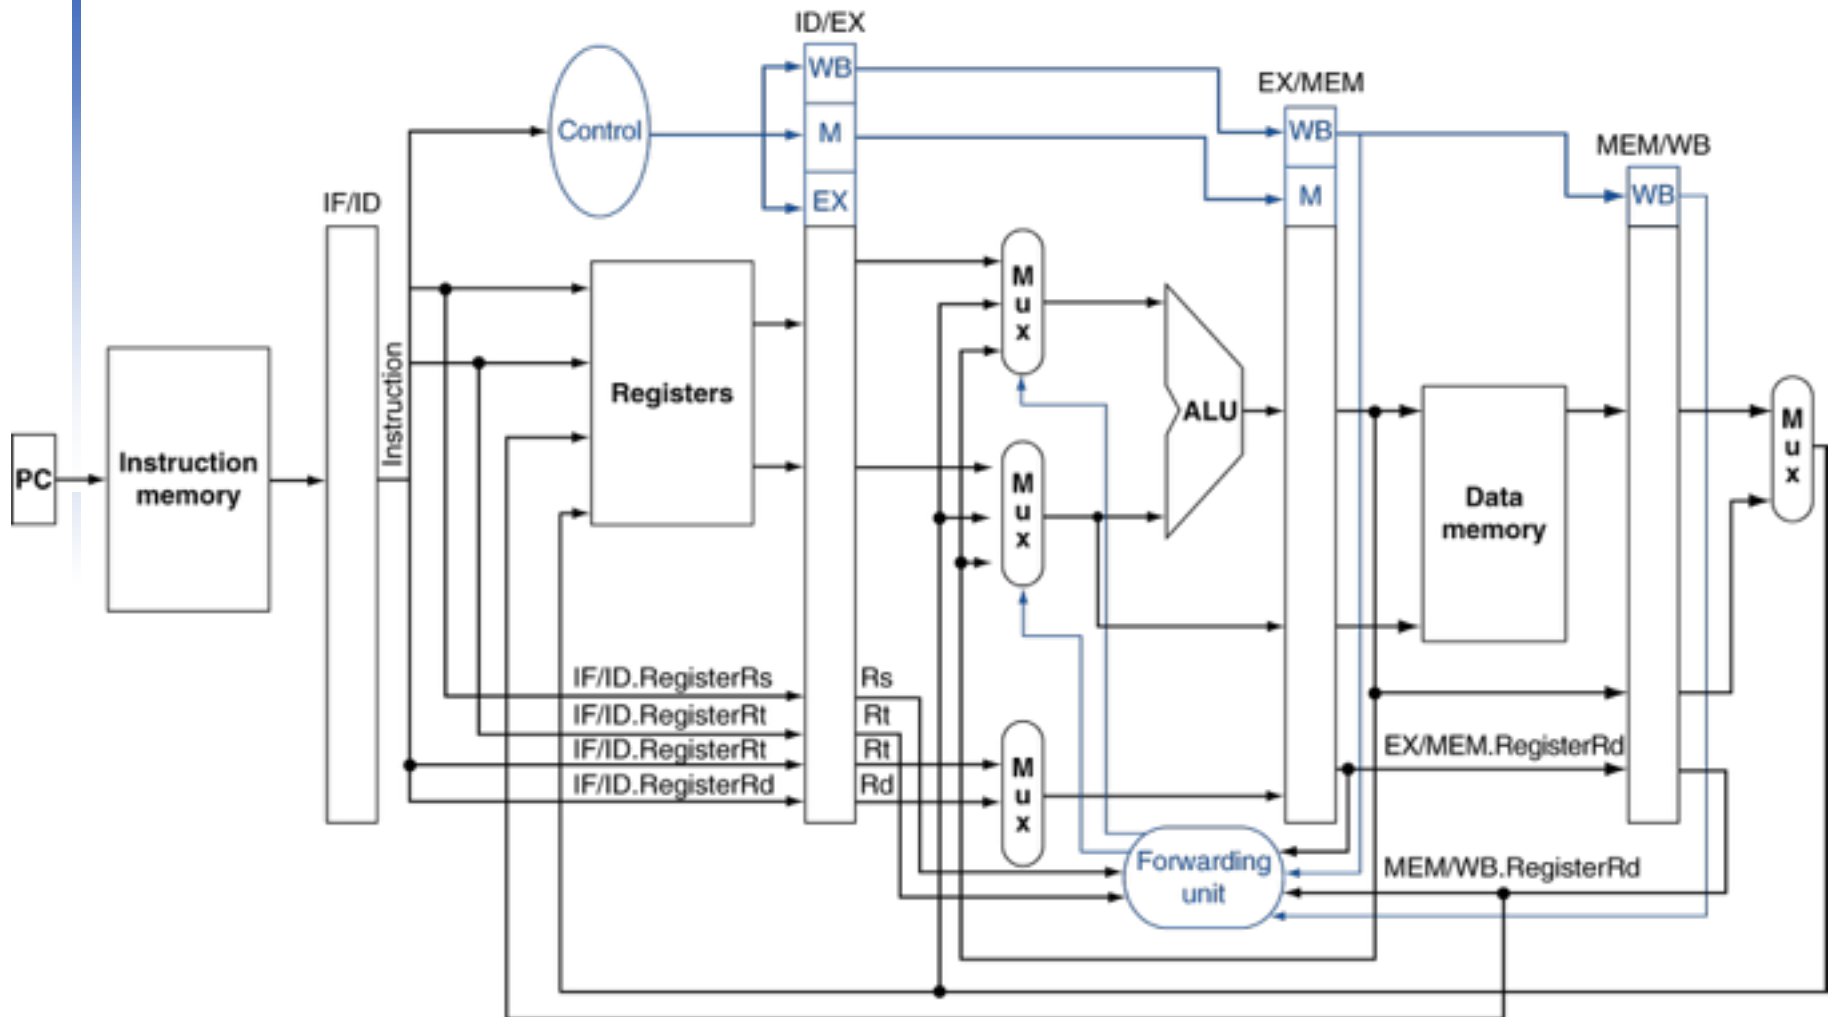 ID/EX
WB
EX/MEM
Control
M
WB
MEM/WB
IF/ID
EX
M
WB
M
u
x
Instruction
Registers
ALU
M
u
x
PC
Instruction
memory
M
u
x
Data
memory
IF/ID.RegisterRs
Rs
IF/ID.RegisterRt
Rt
IF/ID.RegisterRt
Rt
EX/MEM.RegisterRd
IF/ID.RegisterRd
Rd
M
u
x
Forwarding
unit
MEM/WB.RegisterRd